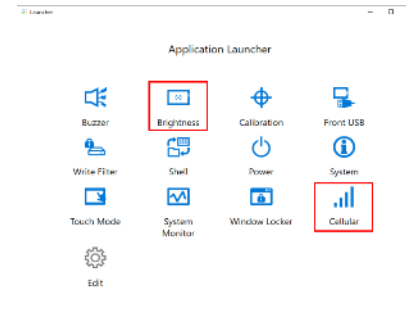 Launcher
Application Launcher
Buzzer
Brightness
Calibration
Front USB
Write Filter
Shell
Power
System
Touch Mode
System
Monitor
Window Locker
Cellular
Edit